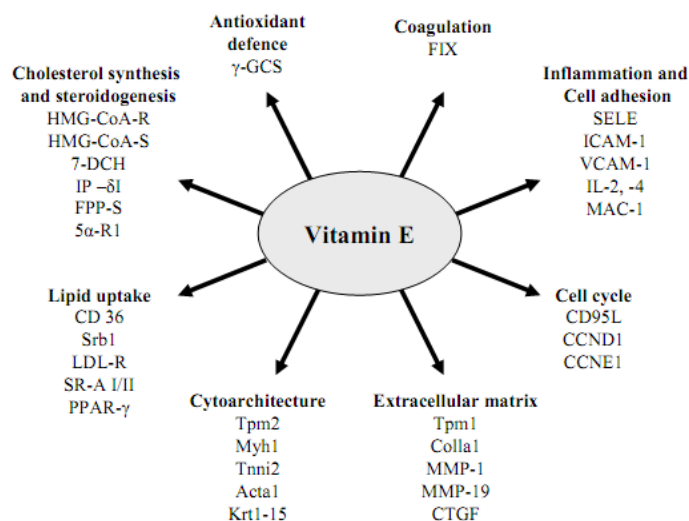 Antioxidant
defence
γ-GCS
Coagulation
FIX
Cholesterol synthesis
and steroidogenesis
HMG-CoA-R
HMG-CoA-S
7-DCH
IP –δI
FPP-S
5α-R1
Inflammation and
Cell adhesion
SELE
ICAM-1
VCAM-1
IL-2, -4
MAC-1
Vitamin E
Lipid uptake
CD 36
Srb1
LDL-R
SR-A I/II
PPAR-γ
Cell cycle
CD95L
CCND1
CCNE1
Cytoarchitecture
Tpm2
Myh1
Tnni2
Acta1
Krt1-15
Extracellular matrix
Tpm1
Colla1
MMP-1
MMP-19
CTGF